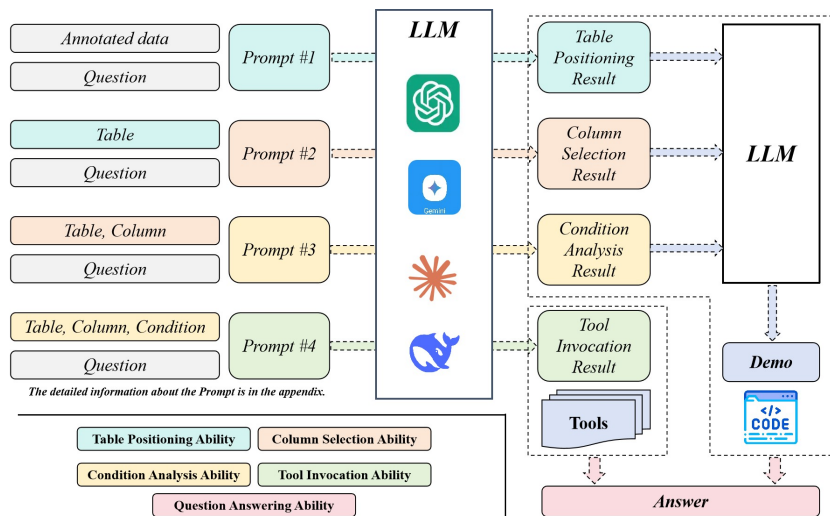 Annotated data
Question
Prompt #1
LLM
Table
Positioning
Result
Table
Question
Prompt #2
Gemini
Column
Selection
Result
LLM
Table, Column
Question
Prompt #3
Condition
Analysis
Result
Table, Column, Condition
Question
Prompt #4
Tool
Invocation
Result
Demo
The detailed information about the Prompt is in the appendix.
Tools
</>
CODE
Table Positioning Ability
Column Selection Ability
Condition Analysis Ability
Tool Invocation Ability
Question Answering Ability
Answer